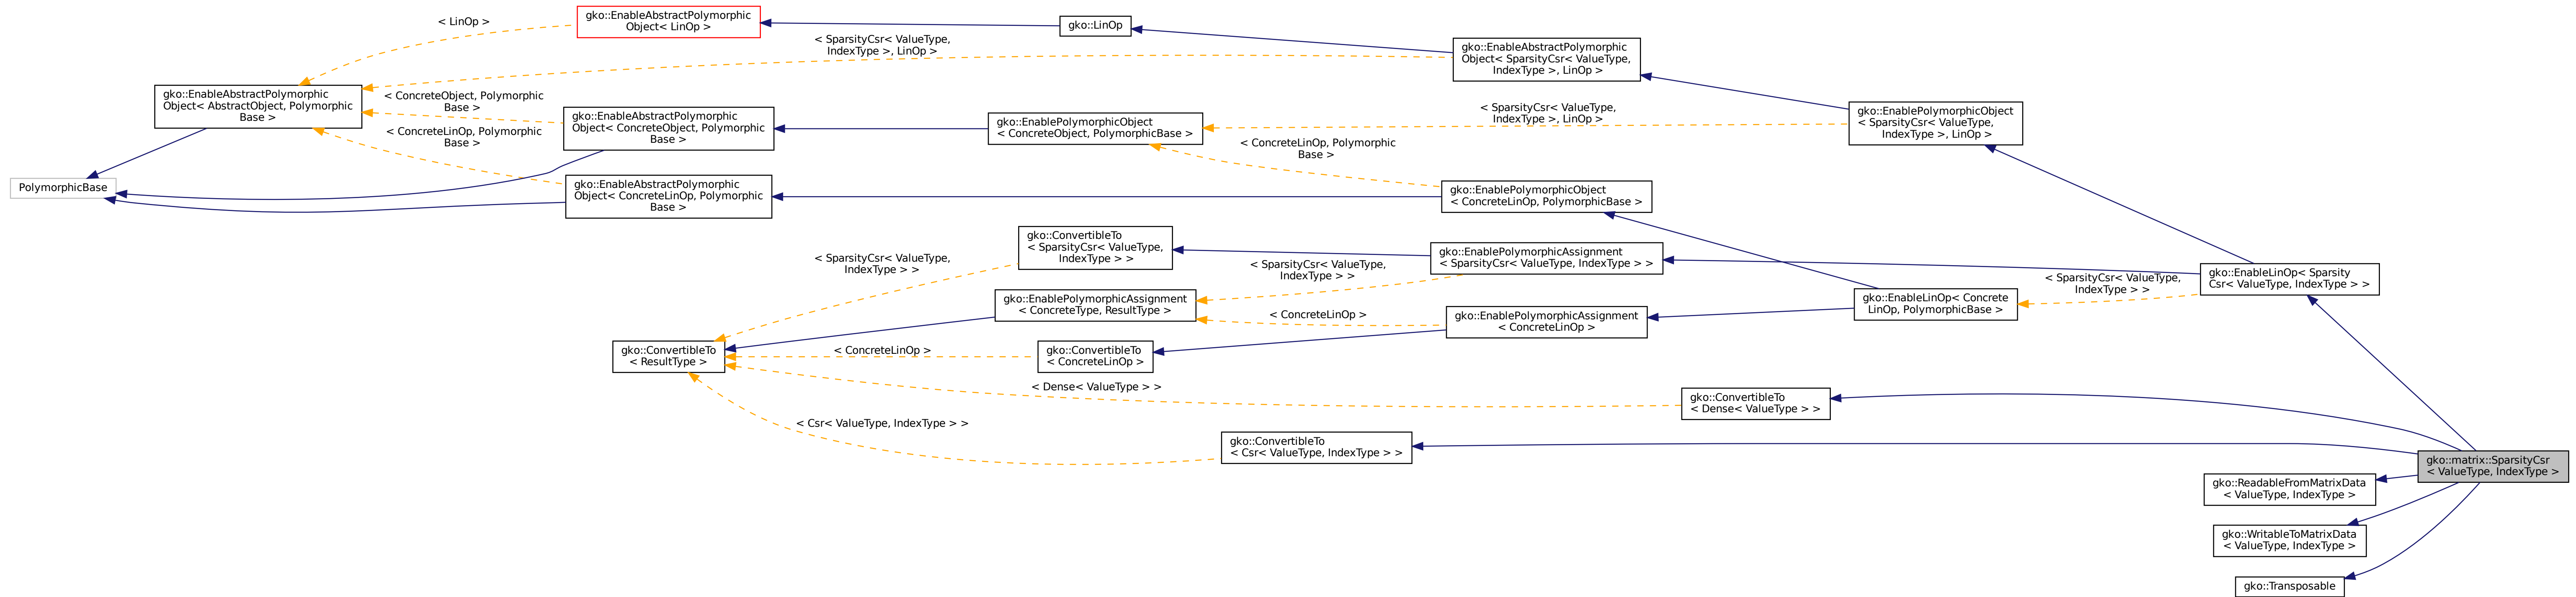 PolymorphicBase
gko::EnableAbstractPolymorphic
Object< AbstractObject, Polymorphic
Base >
< LinOp >
< ConcreteObject, Polymorphic
Base >
< ConcreteLinOp, Polymorphic
Base >
gko::EnableAbstractPolymorphic
Object< LinOp >
gko::EnableAbstractPolymorphic
Object< ConcreteObject, Polymorphic
Base >
gko::EnableAbstractPolymorphic
Object< ConcreteLinOp, Polymorphic
Base >
< SparsityCsr< ValueType,
IndexType >, LinOp >
gko::LinOp
gko::EnablePolymorphicObject
< ConcreteObject, PolymorphicBase >
< ConcreteLinOp, Polymorphic
Base >
gko::EnableAbstractPolymorphic
Object< SparsityCsr< ValueType,
IndexType >, LinOp >
< SparsityCsr< ValueType,
IndexType >, LinOp >
gko::EnablePolymorphicObject
< ConcreteLinOp, PolymorphicBase >
gko::EnablePolymorphicObject
< SparsityCsr< ValueType,
IndexType >, LinOp >
gko::ConvertibleTo
< ResultType >
< SparsityCsr< ValueType,
IndexType > >
< ConcreteLinOp >
< Dense< ValueType > >
< Csr< ValueType, IndexType > >
gko::ConvertibleTo
< SparsityCsr< ValueType,
IndexType > >
gko::EnablePolymorphicAssignment
< ConcreteType, ResultType >
gko::ConvertibleTo
< ConcreteLinOp >
< SparsityCsr< ValueType,
IndexType > >
< ConcreteLinOp >
gko::ConvertibleTo
< Csr< ValueType, IndexType > >
gko::EnablePolymorphicAssignment
< SparsityCsr< ValueType, IndexType > >
gko::EnablePolymorphicAssignment
< ConcreteLinOp >
gko::ConvertibleTo
< Dense< ValueType > >
gko::EnableLinOp< Concrete
LinOp, PolymorphicBase >
< SparsityCsr< ValueType,
IndexType > >
gko::EnableLinOp< Sparsity
Csr< ValueType, IndexType > >
gko::matrix::SparsityCsr
< ValueType, IndexType >
gko::ReadableFromMatrixData
< ValueType, IndexType >
gko::WritableToMatrixData
< ValueType, IndexType >
gko::Transposable